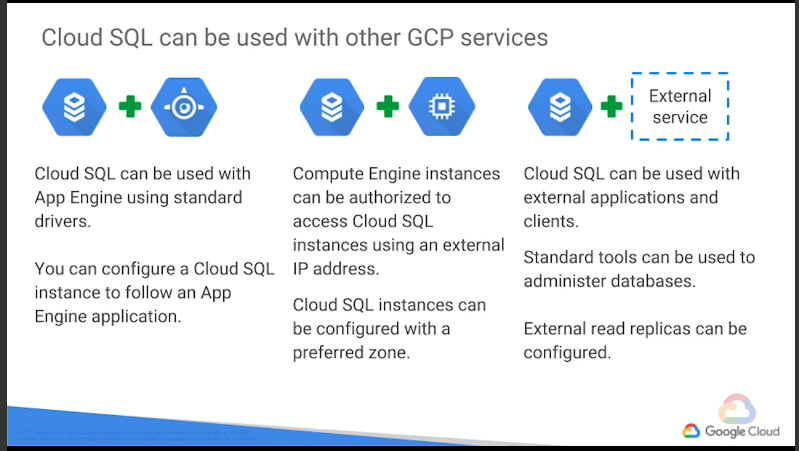 Cloud SQL can be used with other GCP services
External
service
Cloud SQL can be used with
App Engine using standard
drivers.
You can configure a Cloud SQL
instance to follow an App
Engine application.
Compute Engine instances
can be authorized to
access Cloud SQL
instances using an external
IP address.
Cloud SQL instances can
be configured with a
preferred zone.
Cloud SQL can be used with
external applications and
clients.
Standard tools can be used to
administer databases.
External read replicas can be
configured.
Google Cloud